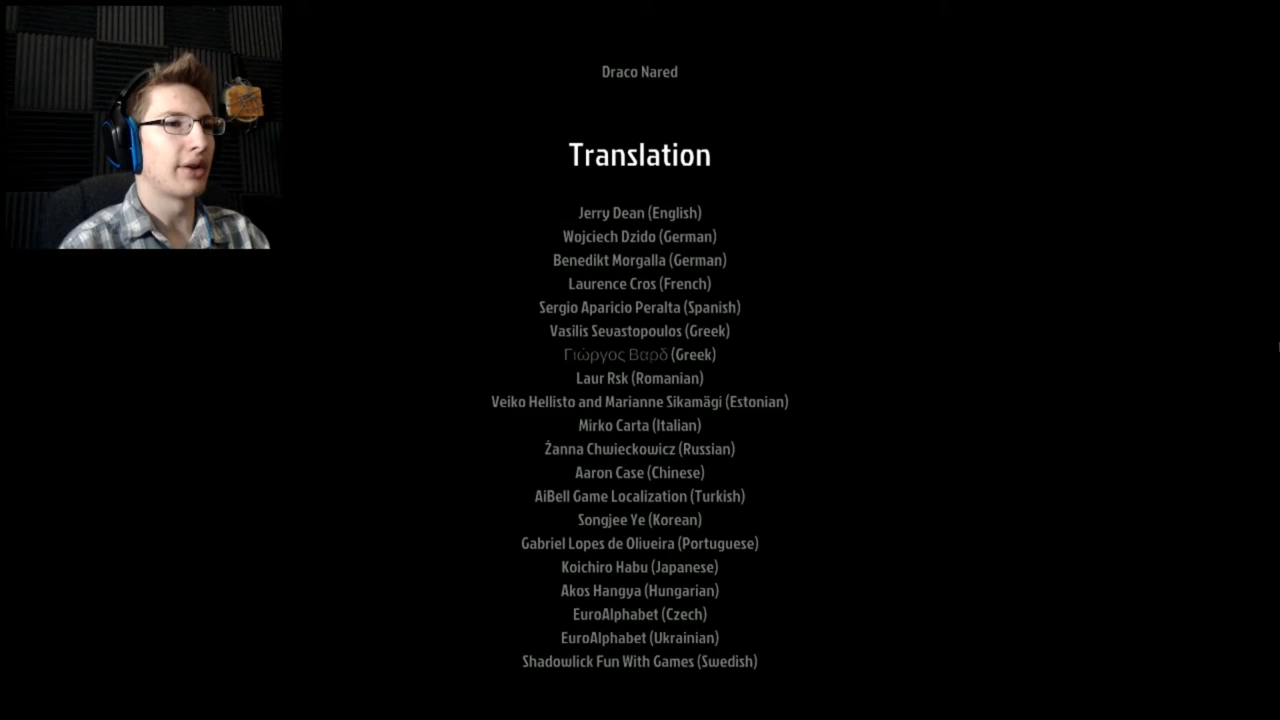 Draco Nared
Translation
Jerry Dean (English)
Wojciech Dzido (German)
Benedikt Morgalla (German)
Laurence Cros (French)
Sergio Aparicio Peralta (Spanish)
Vasilis Sevastopoulos (Greek)
Γιώργος Βαρδ (Greek)
Laur Rsk (Romanian)
Veiko Hellisto and Marianne Sikamägi (Estonian)
Mirko Carta (Italian)
Żanna Chwieckowicz (Russian)
Aaron Case (Chinese)
AiBell Game Localization (Turkish)
Songjee Ye (Korean)
Gabriel Lopes de Oliveira (Portuguese)
Koichiro Habu (Japanese)
Akos Hangya (Hungarian)
EuroAlphabet (Czech)
EuroAlphabet (Ukrainian)
Shadowlick Fun With Games (Swedish)